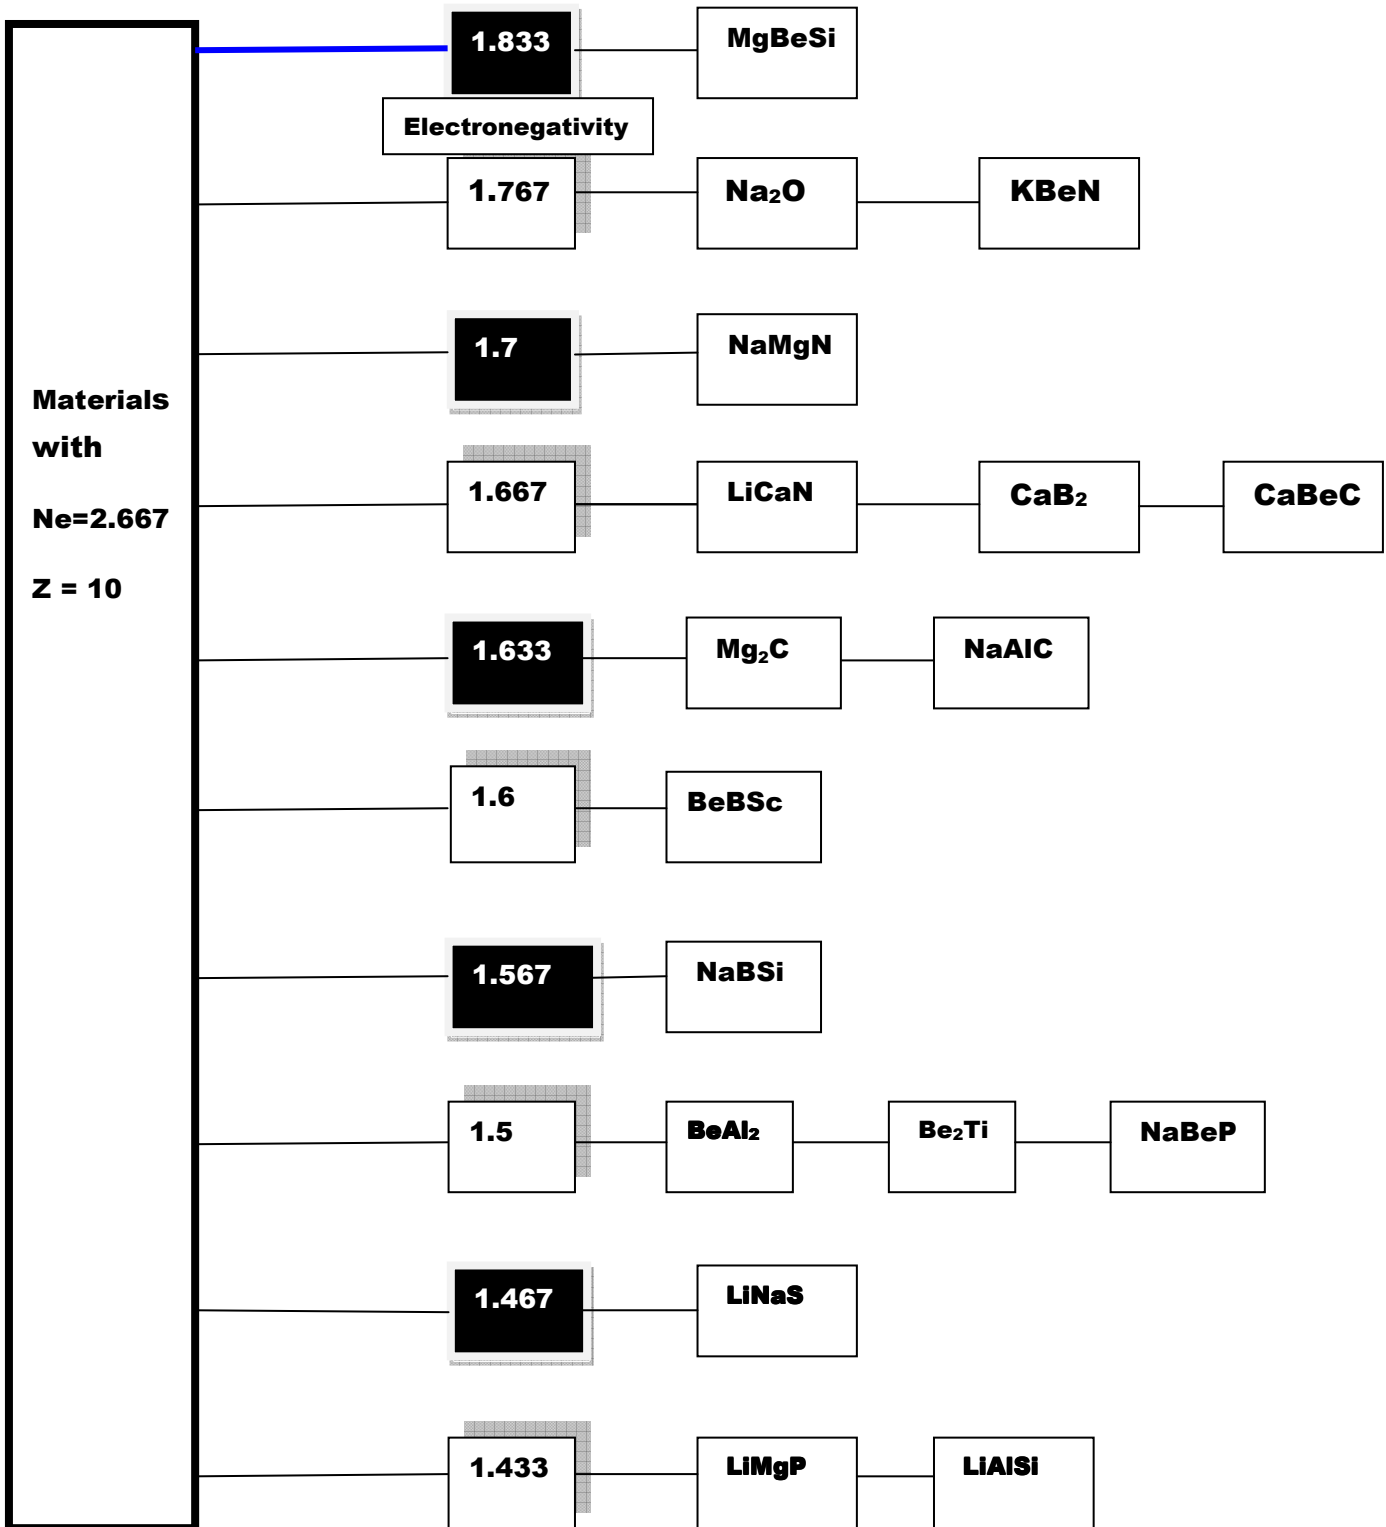 1.833
MgBeSi
Electronegativity
1.767
Na₂O
KBeN
1.7
NaMgN
Materials
with
Ne=2.667
Z = 10
1.667
LiCaN
CaB₂
CaBeC
1.633
Mg₂C
NaAlC
1.6
BeBSc
1.567
NaBSi
1.5
BeAl₂
Be₂Ti
NaBeP
1.467
LiNaS
1.433
LiMgP
LiAlSi